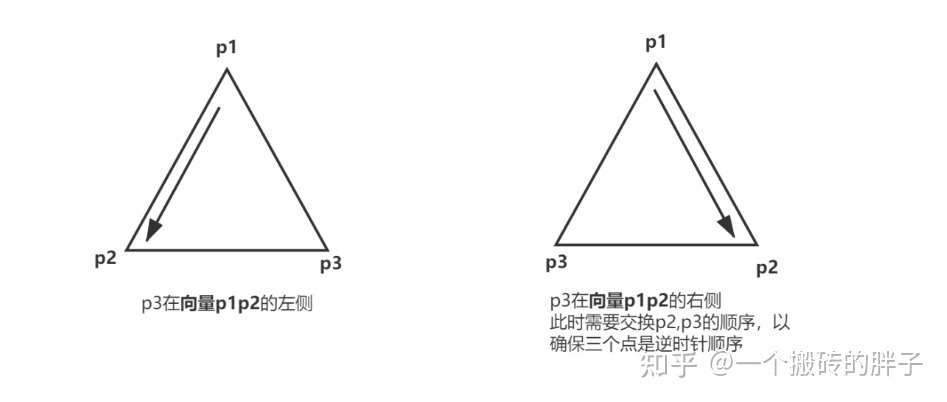 p1
p1
p2
p3
p3
p2
p3在向量p1p2的左侧
p3在向量p1p2的右侧
此时需要交换p2,p3的顺序，以
确保三个点是逆时针顺序
知乎 @一个搬砖的胖子